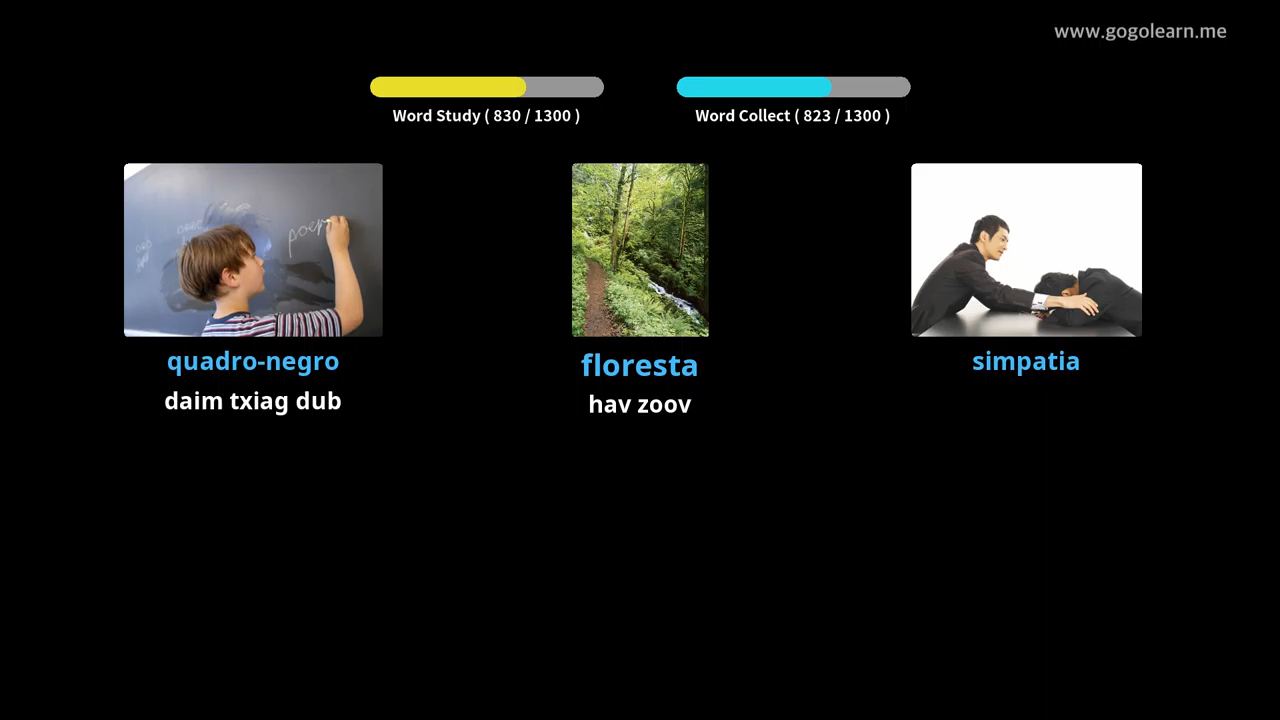 www.gogolearn.me
Word Study ( 830 / 1300 )
Word Collect ( 823 / 1300 )
poer
quadro-negro
floresta
simpatia
daim txiag dub
hav zoov